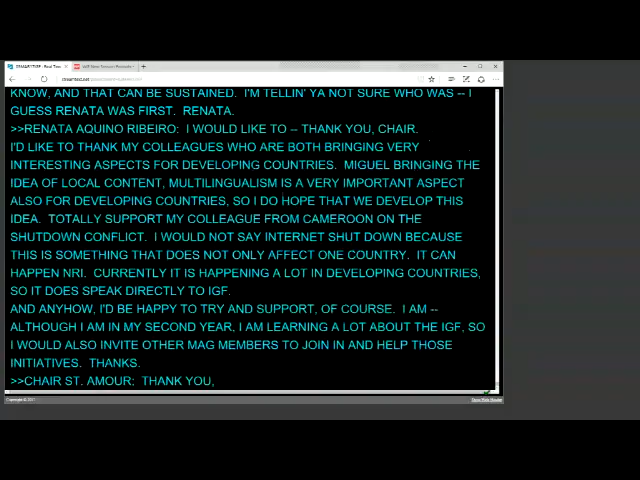 KNOW, AND THAT CAN BE SUSTAINED. I'M TELLIN' YA NOT SURE WHO WAS -- I
GUESS RENATA WAS FIRST. RENATA.
>>RENATA AQUINO RIBEIRO: I WOULD LIKE TO -- THANK YOU, CHAIR.
I'D LIKE TO THANK MY COLLEAGUES WHO ARE BOTH BRINGING VERY
INTERESTING ASPECTS FOR DEVELOPING COUNTRIES. MIGUEL BRINGING THE
IDEA OF LOCAL CONTENT, MULTILINGUALISM IS A VERY IMPORTANT ASPECT
ALSO FOR DEVELOPING COUNTRIES, SO I DO HOPE THAT WE DEVELOP THIS
IDEA. TOTALLY SUPPORT MY COLLEAGUE FROM CAMEROON ON THE
SHUTDOWN CONFLICT. I WOULD NOT SAY INTERNET SHUT DOWN BECAUSE
THIS IS SOMETHING THAT DOES NOT ONLY AFFECT ONE COUNTRY. IT CAN
HAPPEN NRI. CURRENTLY IT IS HAPPENING A LOT IN DEVELOPING COUNTRIES,
SO IT DOES SPEAK DIRECTLY TO IGF.
AND ANYHOW, I'D BE HAPPY TO TRY AND SUPPORT, OF COURSE. I AM --
ALTHOUGH I AM IN MY SECOND YEAR, I AM LEARNING A LOT ABOUT THE IGF, SO
I WOULD ALSO INVITE OTHER MAG MEMBERS TO JOIN IN AND HELP THOSE
INITIATIVES. THANKS.
>>CHAIR ST. AMOUR: THANK YOU,